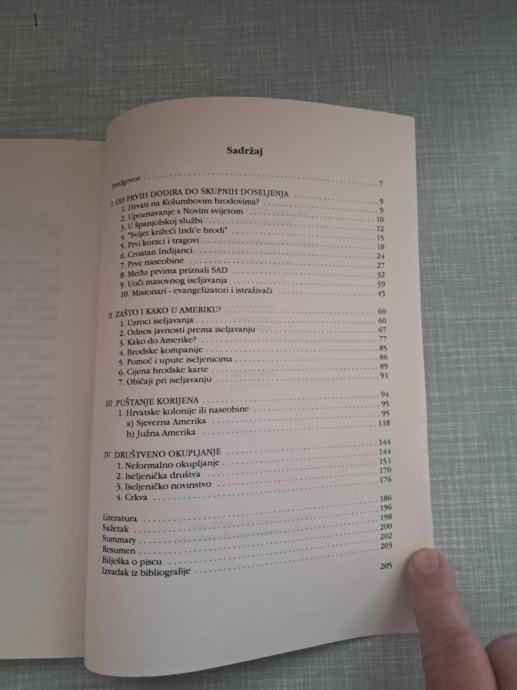 Sadržaj
Predgovor 7
I OD PRVIH DODIRA DO SKUPNIH DOSELJENJA 9
1. Hrvati na Kolumbovim brodovima? 9
2. Upoznavanje s Novim svijetom 10
3. U španjolskoj službi 12
4. "Svijet križeći Indi'e brodi" 15
5. Prvi koraci i tragovi 18
6. Croatan Indijanci 24
7. Prve naseobine 27
8. Među prvima priznali SAD 32
9. Uoči masovnog iseljavanja 39
10. Misionari - evangelizatori i istraživači 45
II ZAŠTO I KAKO U AMERIKU? 60
1. Uzroci iseljavanja 60
2. Odnos javnosti prema iseljavanju 67
3. Kako do Amerike? 77
4. Brodske kompanije 85
5. Pomoć i upute iseljenicima 86
6. Cijena brodske karte 89
7. Običaji pri iseljavanju 91
III PUŠTANJE KORIJENA 94
1. Hrvatske kolonije ili naseobine 95
a) Sjeverna Amerika 95
b) Južna Amerika 118
IV DRUŠTVENO OKUPLJANJE 144
1. Neformalno okupljanje 144
2. Iseljenička društva 151
3. Iseljeničko novinstvo 170
4. Crkva 176
Literatura 186
Sažetak 196
Summary 198
Resumen 200
Bilješka o piscu 202
Izvadak iz bibliografije 203
205